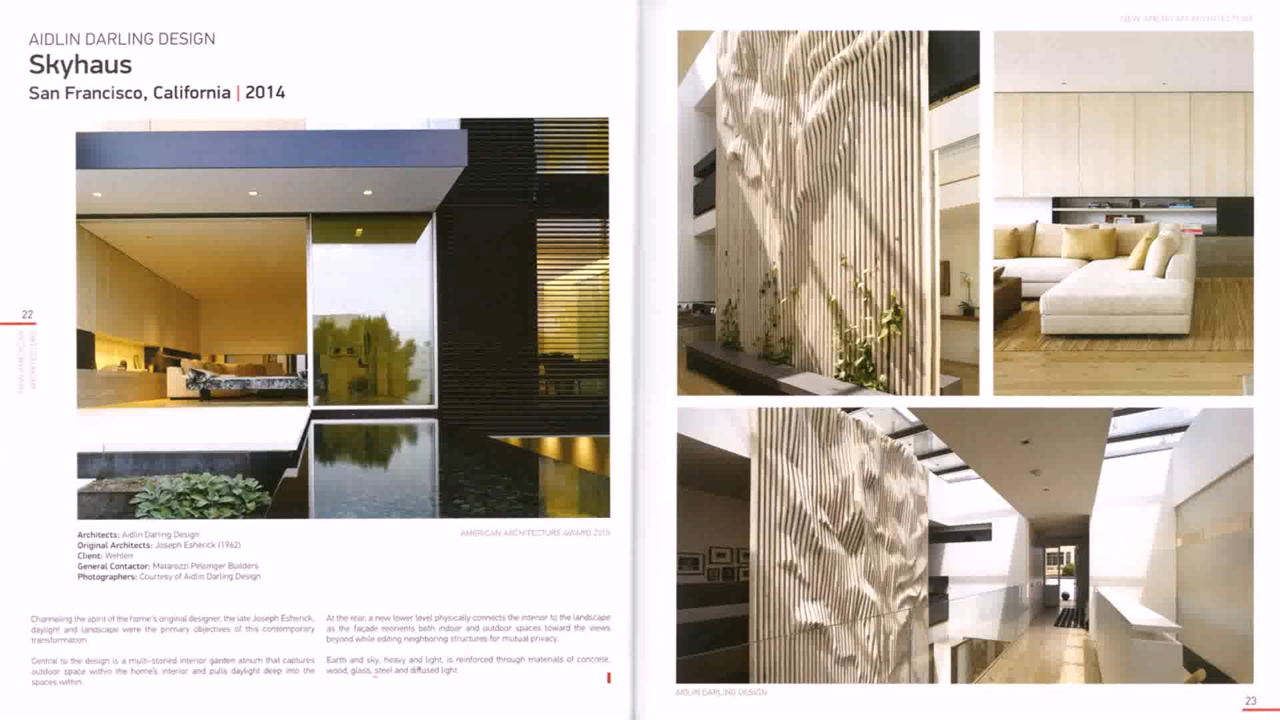 AIDLIN DARLING DESIGN
Skyhaus
San Francisco, California | 2014
22
NEW AMERICAN
ARCHITECTURE
Architects: Aidlin Darling Design
Original Architects: Joseph Esherick (1962)
Client: Wehlen
General Contactor: Matarozzi Pelsinger Builders
Photographers: Courtesy of Aidlin Darling Design
AMERICAN ARCHITECTURE AWARD 2015
Channeling the spirit of the home's original designer, the late Joseph Esherick,
daylight and landscape were the primary objectives of this contemporary
transformation.
Central to the design is a multi-storied interior garden atrium that captures
outdoor space within the home's interior and pulls daylight deep into the
spaces within.
At the rear, a new lower level physically connects the interior to the landscape
as the façade reorients both indoor and outdoor spaces toward the views
beyond while editing neighboring structures for mutual privacy.
Earth and sky, heavy and light, is reinforced through materials of concrete,
wood, glass, steel and diffused light.
NEW AMERICAN ARCHITECTURE
AIDLIN DARLING DESIGN
23